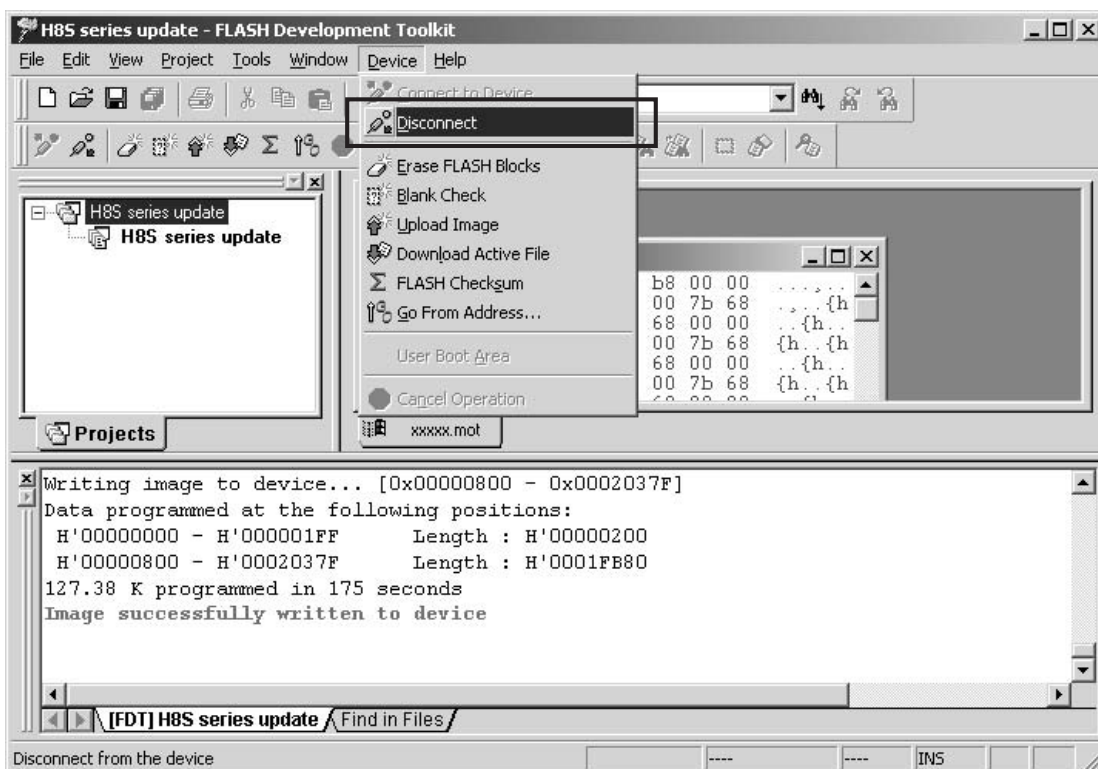 H8S series update - FLASH Development Toolkit
File Edit View Project Tools Window Device Help
Connect to Device
Disconnect
Erase FLASH Blocks
Blank Check
Upload Image
Download Active File
FLASH Checksum
Go From Address...
User Boot Area
Cancel Operation
H8S series update
H8S series update
Projects
b8 00 00 ...,..
00 7b 68 .,..{h
68 00 00 ..{h..
00 7b 68 {h..{h
68 00 00 ..{h..
00 7b 68 {h..{h
xxxxx.mot
Writing image to device... [0x00000800 - 0x0002037F]
Data programmed at the following positions:
H'00000000 - H'000001FF Length : H'00000200
H'00000800 - H'0002037F Length : H'0001FB80
127.38 K programmed in 175 seconds
Image successfully written to device
[FDT] H8S series update Find in Files
Disconnect from the device ---- ---- INS